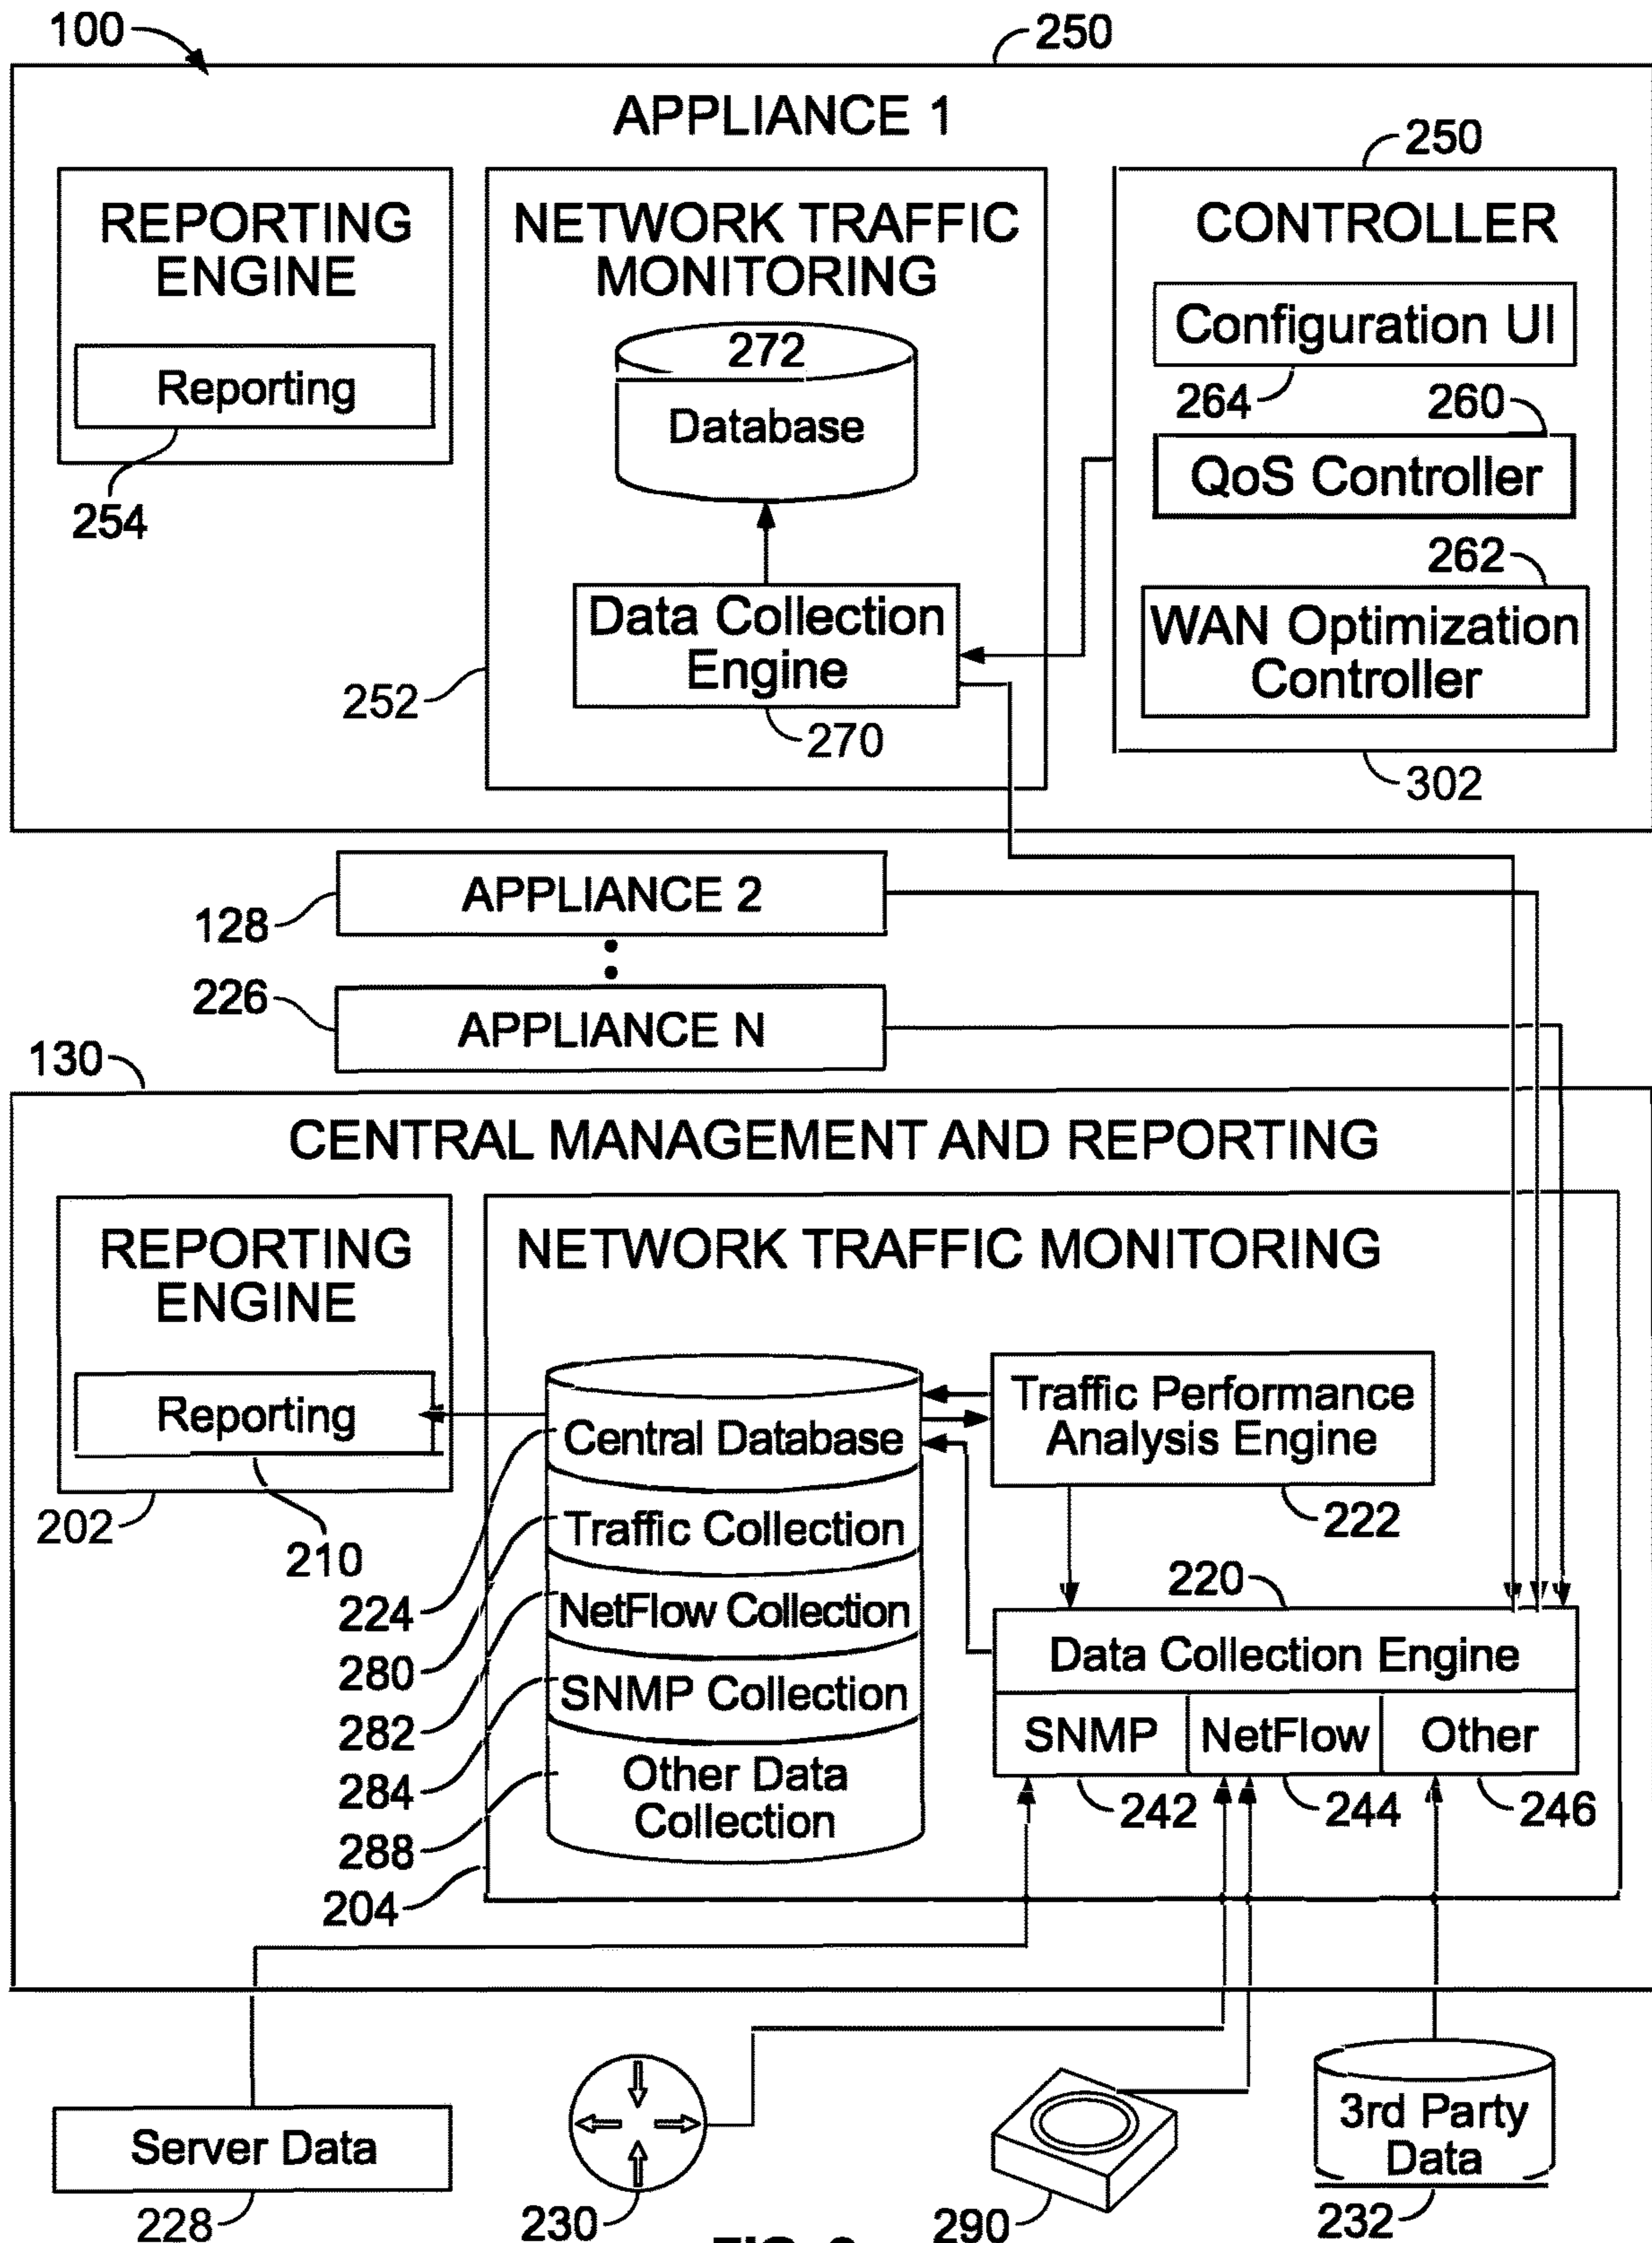 100
250
APPLIANCE 1
250
REPORTING
ENGINE
Reporting
254
NETWORK TRAFFIC
MONITORING
272
Database
Data Collection
Engine
252
270
CONTROLLER
Configuration UI
264
260
QoS Controller
262
WAN Optimization
Controller
302
APPLIANCE 2
128
226
APPLIANCE N
130
CENTRAL MANAGEMENT AND REPORTING
REPORTING
ENGINE
Reporting
202
210
NETWORK TRAFFIC MONITORING
Central Database
Traffic Collection
NetFlow Collection
SNMP Collection
Other Data
Collection
224
280
282
284
288
204
Traffic Performance
Analysis Engine
222
220
Data Collection Engine
SNMP
NetFlow
Other
242
244
246
Server Data
228
230
290
3rd Party
Data
232